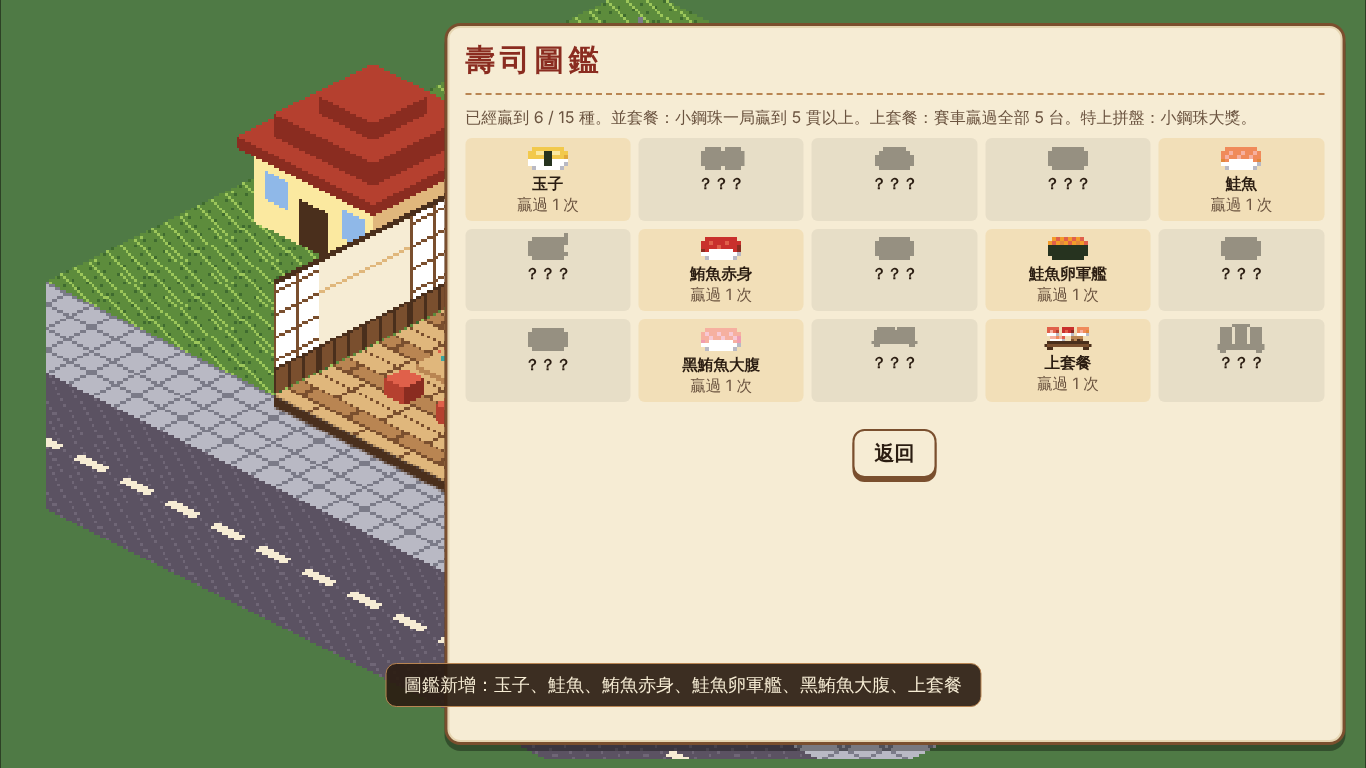 壽司圖鑑
已經贏到 6 / 15 種。並套餐：小鋼珠一局贏到 5 貫以上。上套餐：賽車贏過全部 5 台。特上拼盤：小鋼珠大獎。
玉子
贏過 1 次
？？？
？？？
？？？
鮭魚
贏過 1 次
？？？
鮪魚赤身
贏過 1 次
？？？
鮭魚卵軍艦
贏過 1 次
？？？
？？？
黑鮪魚大腹
贏過 1 次
？？？
上套餐
贏過 1 次
？？？
返回
圖鑑新增：玉子、鮭魚、鮪魚赤身、鮭魚卵軍艦、黑鮪魚大腹、上套餐